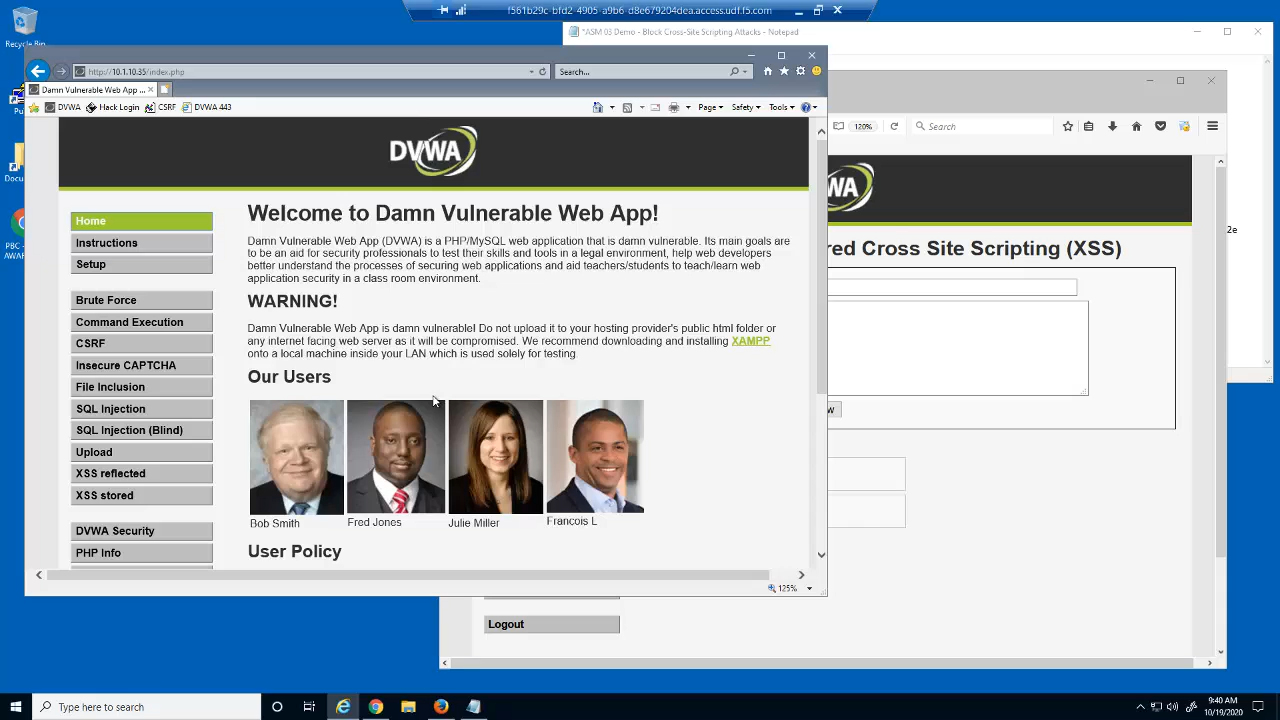 f561b29c-bfd2-4905-a9b6-d8e679204dea.access.udf.f5.com
Recycle Bin
*ASM 03 Demo - Block Cross-Site Scripting Attacks - Notepad
http://10.1.10.35/index.php
Search...
Damn Vulnerable Web App ...
DVWA
Hack Login
CSRF
DVWA 443
Page
Safety
Tools
120%
Search
DVWA
WA
Home
Instructions
Setup
Brute Force
Command Execution
CSRF
Insecure CAPTCHA
File Inclusion
SQL Injection
SQL Injection (Blind)
Upload
XSS reflected
XSS stored
DVWA Security
PHP Info
Welcome to Damn Vulnerable Web App!
Damn Vulnerable Web App (DVWA) is a PHP/MySQL web application that is damn vulnerable. Its main goals are
to be an aid for security professionals to test their skills and tools in a legal environment, help web developers
better understand the processes of securing web applications and aid teachers/students to teach/learn web
application security in a class room environment.
WARNING!
Damn Vulnerable Web App is damn vulnerable! Do not upload it to your hosting provider's public html folder or
any internet facing web server as it will be compromised. We recommend downloading and installing XAMPP
onto a local machine inside your LAN which is used solely for testing.
Our Users
Bob Smith
Fred Jones
Julie Miller
Francois L
User Policy
125%
red Cross Site Scripting (XSS)
2e
w
Logout
Pu
Docum
PBC -
AWAF
Type here to search
9:40 AM
10/19/2020